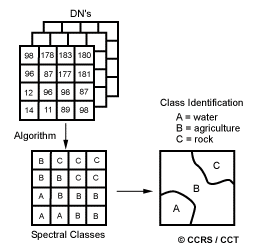 DN's
98 178 183 180
96 87 177 181
12 96 98 87
14 11 89 98
Algorithm
B C C C
B B C C
A B B B
A A B B
Spectral Classes
Class Identification
A = water
B = agriculture
C = rock
C
B
A
© CCRS / CCT